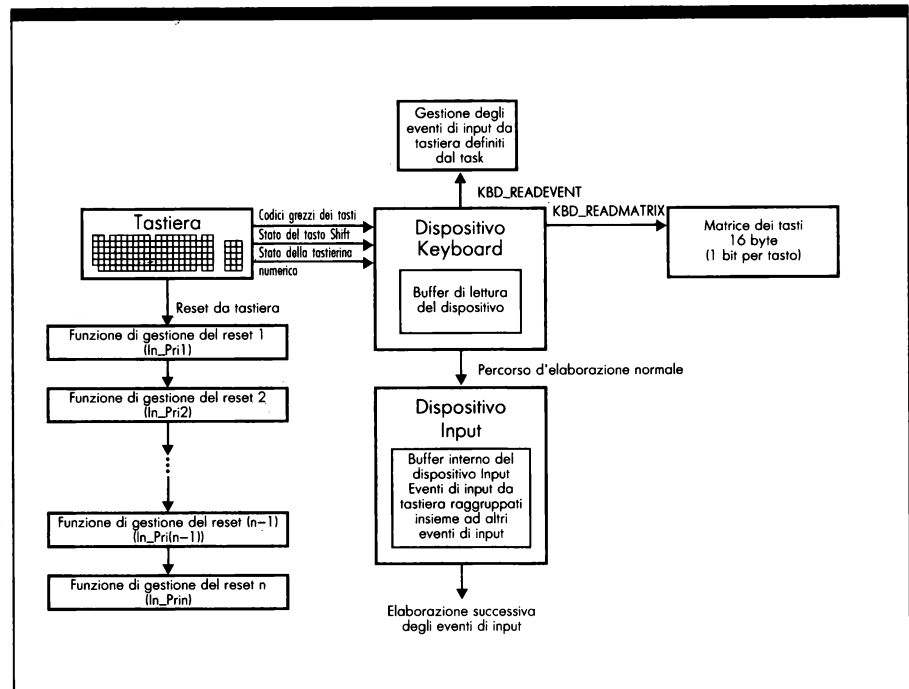 Gestione degli
eventi di input da
tastiera definiti
dal task
KBD_READEVENT
KBD_READMATRIX
Tastiera
Codici grezzi dei tasti
Stato del tasto Shift
Stato della tastierina
numerico
Dispositivo
Keyboard
Buffer di lettura
del dispositivo
Matrice dei tasti
16 byte
(1 bit per tasto)
Reset da tastiera
Funzione di gestione del reset 1
(In_Pri1)
Funzione di gestione del reset 2
(In_Pri2)
Funzione di gestione del reset (n–1)
(In_Pri(n–1))
Funzione di gestione del reset n
(In_Prin)
Percorso d'elaborazione normale
Dispositivo
Input
Buffer interno del
dispositivo Input
Eventi di input da
tastiera raggruppati
insieme ad altri
eventi di input
Elaborazione successiva
degli eventi di input